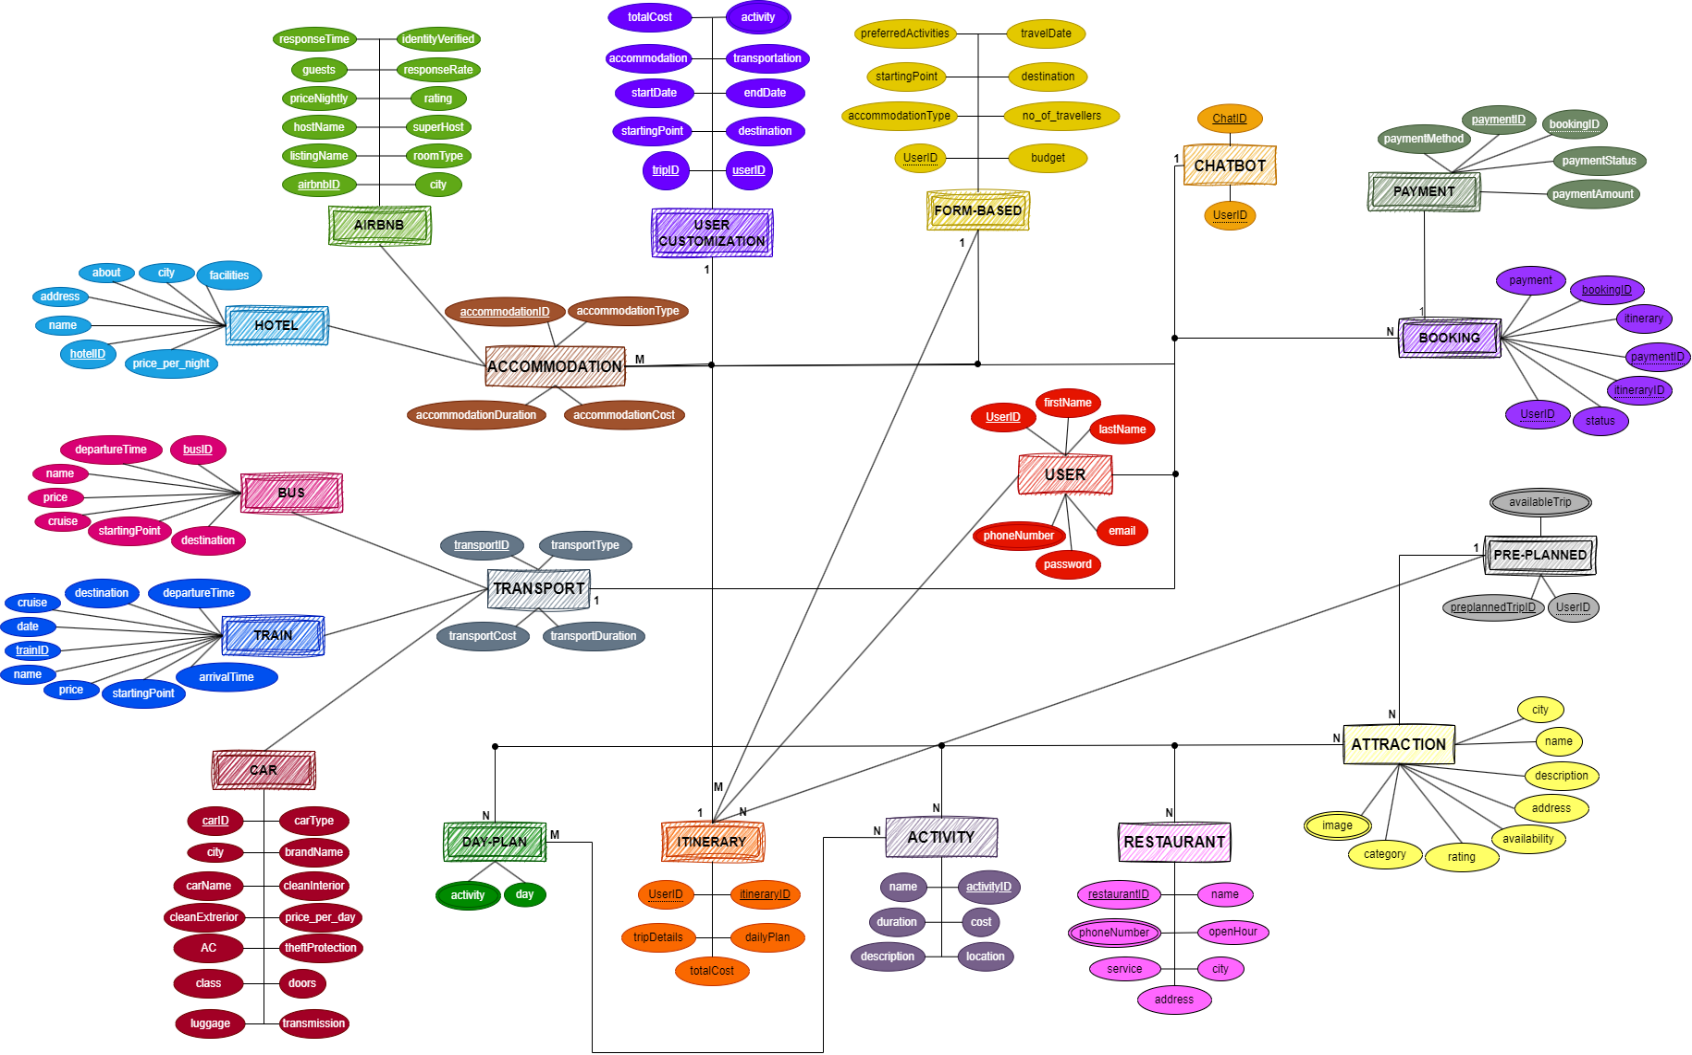 totalCost
activity
accommodation
transportation
startDate
endDate
startingPoint
destination
tripID
userID
USER
CUSTOMIZATION
1
responseTime
identityVerified
guests
responseRate
priceNightly
rating
hostName
superHost
listingName
roomType
airbnbID
city
AIRBNB
preferredActivities
travelDate
startingPoint
destination
accommodationType
no_of_travellers
UserID
budget
FORM-BASED
1
ChatID
1
CHATBOT
UserID
paymentMethod
paymentID
bookingID
paymentStatus
paymentAmount
PAYMENT
about
city
facilities
address
name
hotelID
price_per_night
HOTEL
accommodationID
accommodationType
ACCOMMODATION
M
accommodationDuration
accommodationCost
payment
bookingID
itinerary
paymentID
itineraryID
status
UserID
1
N
BOOKING
UserID
firstName
lastName
USER
phoneNumber
email
password
departureTime
busID
name
price
cruise
startingPoint
destination
BUS
availableTrip
1
PRE-PLANNED
preplannedTripID
UserID
transportID
transportType
TRANSPORT
1
transportCost
transportDuration
destination
departureTime
cruise
date
trainID
name
price
startingPoint
arrivalTime
TRAIN
N
N
ATTRACTION
city
name
description
address
availability
rating
category
image
CAR
carID
carType
city
brandName
carName
cleanInterior
cleanExtrerior
price_per_day
AC
theftProtection
class
doors
luggage
transmission
N
DAY-PLAN
M
activity
day
M
1
N
ITINERARY
UserID
itineraryID
tripDetails
dailyPlan
totalCost
N
N
ACTIVITY
name
activityID
duration
cost
description
location
N
RESTAURANT
restaurantID
name
phoneNumber
openHour
service
city
address